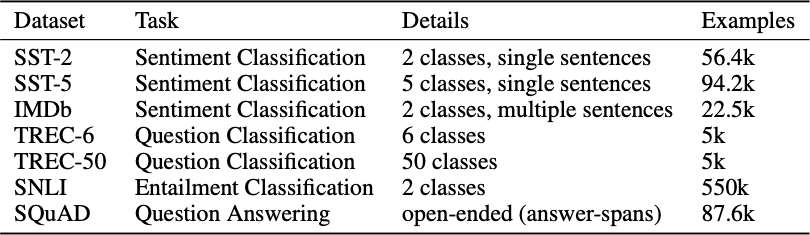 Dataset Task Details Examples
SST-2 Sentiment Classification 2 classes, single sentences 56.4k
SST-5 Sentiment Classification 5 classes, single sentences 94.2k
IMDb Sentiment Classification 2 classes, multiple sentences 22.5k
TREC-6 Question Classification 6 classes 5k
TREC-50 Question Classification 50 classes 5k
SNLI Entailment Classification 2 classes 550k
SQuAD Question Answering open-ended (answer-spans) 87.6k